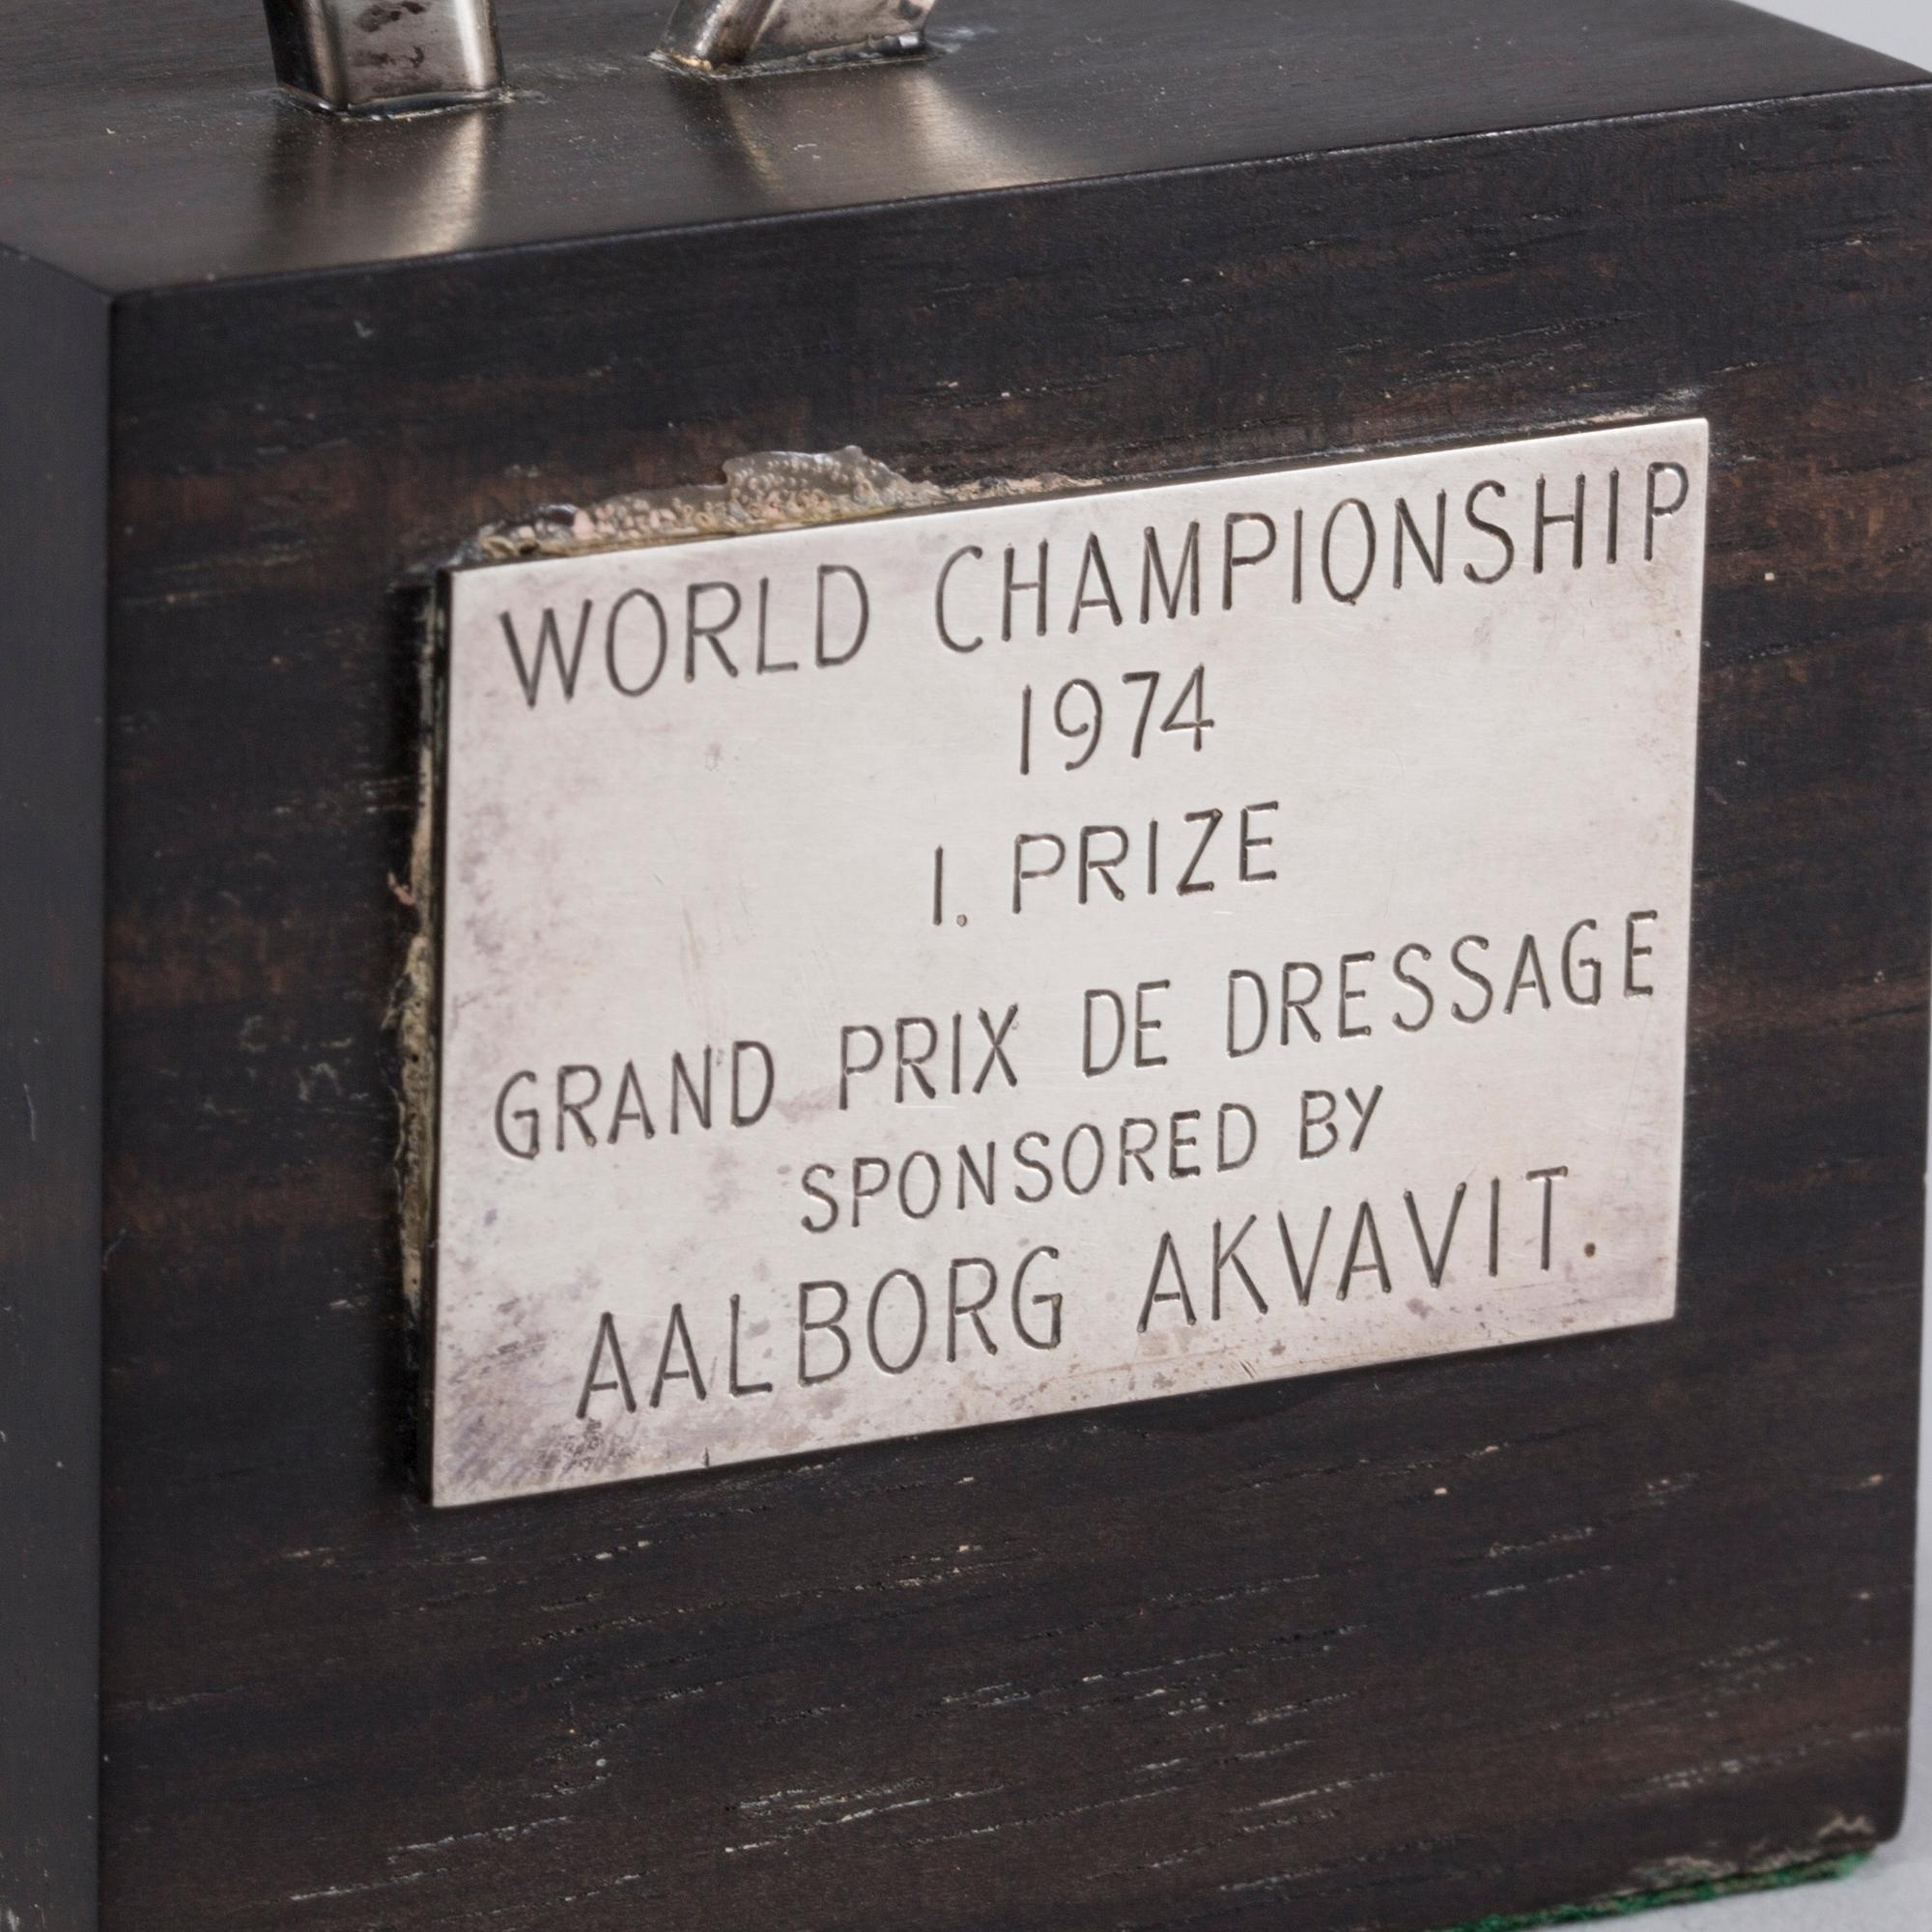 WORLD CHAMPIONSHIP
1974
1. PRIZE
GRAND PRIX DE DRESSAGE
SPONSORED BY
AALBORG AKVAVIT.